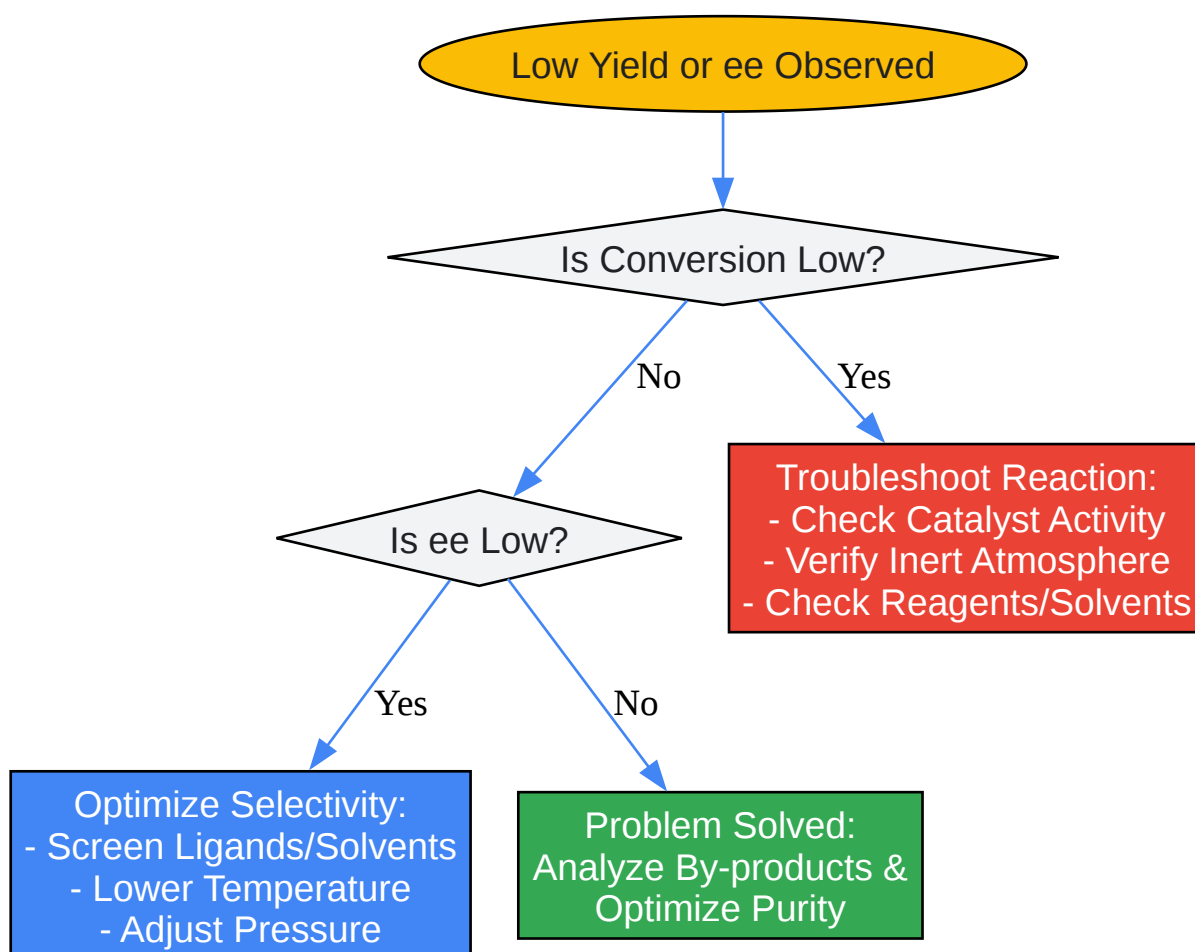 Low Yield or ee Observed
Is Conversion Low?
No
Yes
Troubleshoot Reaction:
- Check Catalyst Activity
- Verify Inert Atmosphere
- Check Reagents/Solvents
Is ee Low?
Yes
No
Optimize Selectivity:
- Screen Ligands/Solvents
- Lower Temperature
- Adjust Pressure
Problem Solved:
Analyze By-products &
Optimize Purity